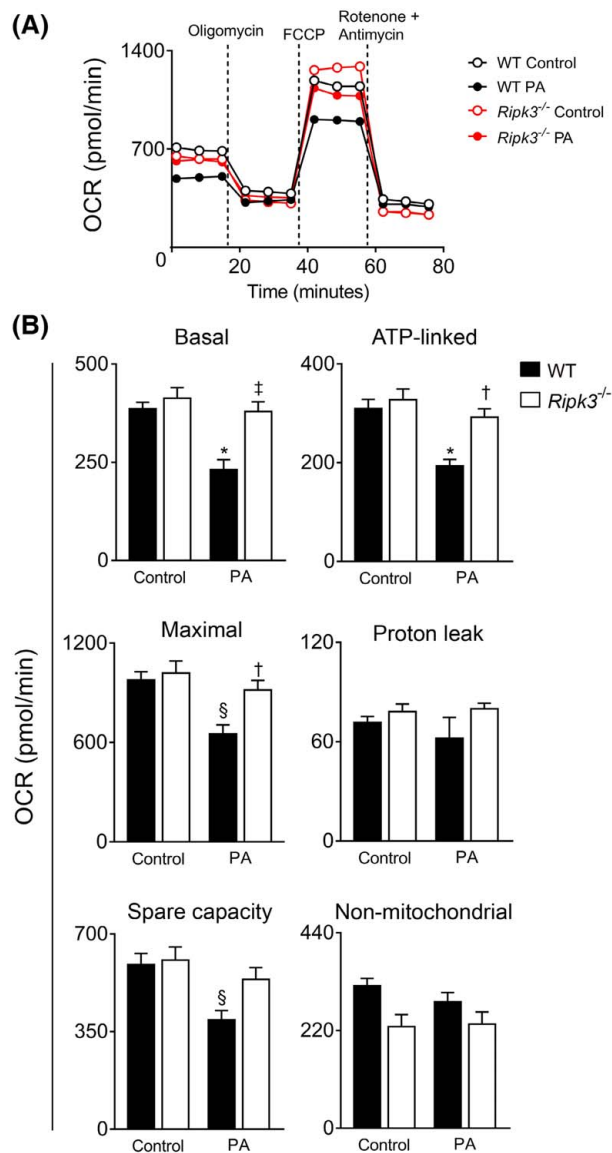 (A)
Oligomycin
FCCP
Rotenone +
Antimycin
1400
700
0
OCR (pmol/min)
0 20 40 60 80
Time (minutes)
WT Control
WT PA
Ripk3-/- Control
Ripk3-/- PA
(B)
OCR (pmol/min)
Basal
500
250
0
*
‡
Control PA
ATP-linked
400
200
0
*
†
Control PA
WT
Ripk3-/-
Maximal
1200
600
0
§
†
Control PA
Proton leak
120
60
0
Control PA
Spare capacity
700
350
0
§
Control PA
Non-mitochondrial
440
220
0
Control PA